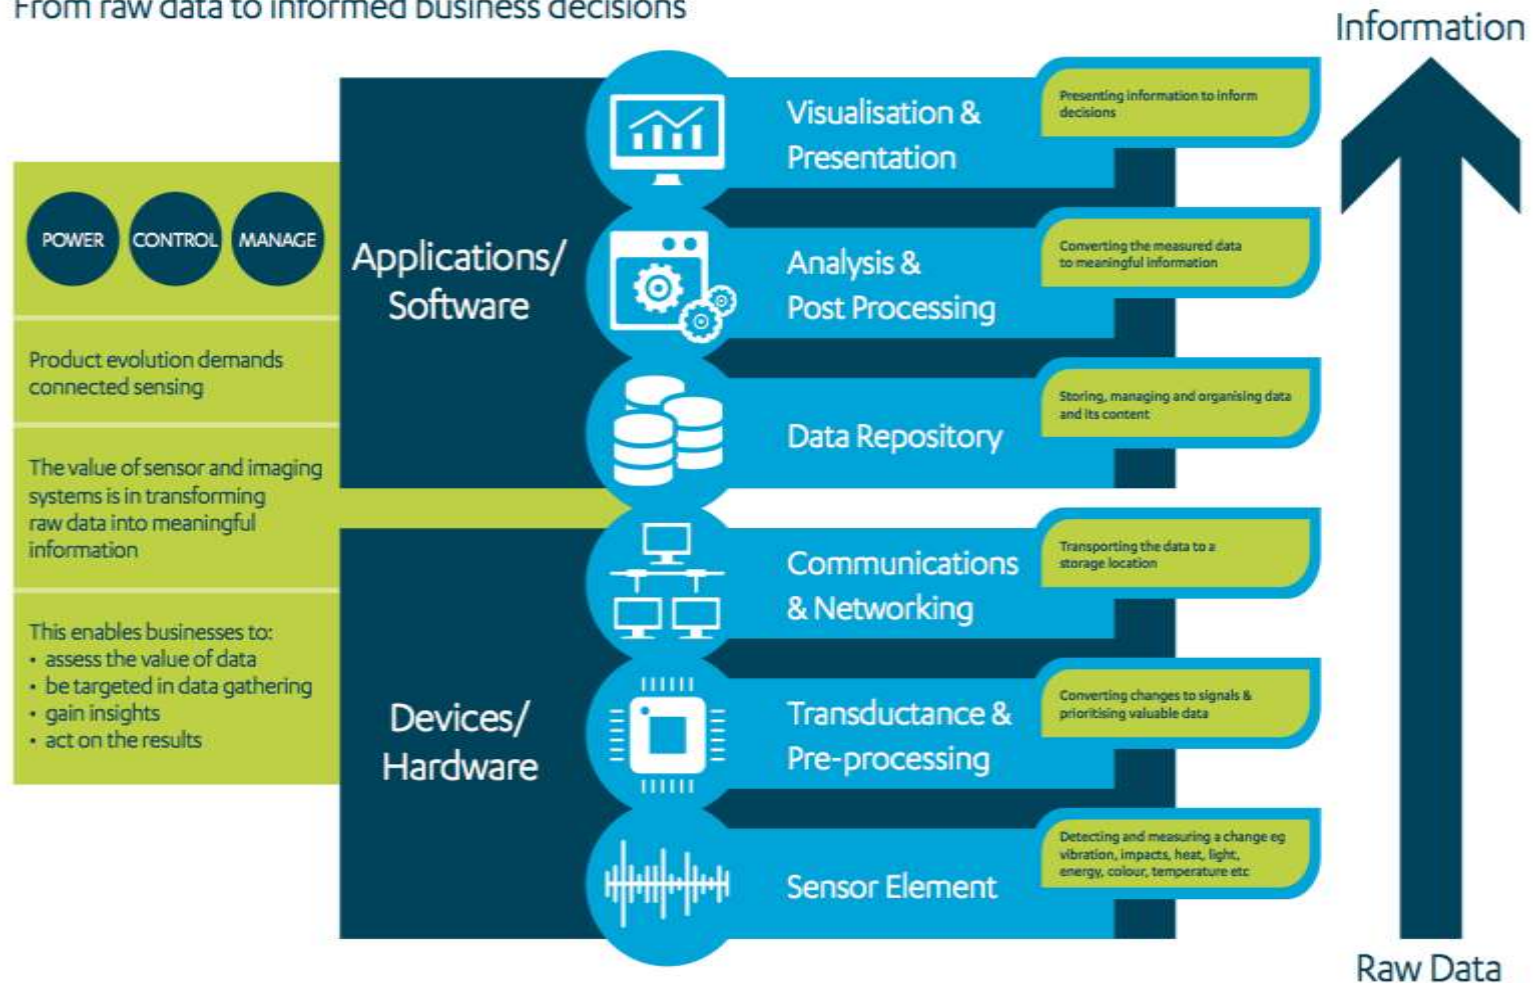 From raw data to informed business decisions
Information
POWER
CONTROL
MANAGE
Product evolution demands
connected sensing
The value of sensor and imaging
systems is in transforming
raw data into meaningful
information
This enables businesses to:
• assess the value of data
• be targeted in data gathering
• gain insights
• act on the results
Applications/
Software
Visualisation &
Presentation
Presenting information to inform
decisions
Analysis &
Post Processing
Converting the measured data
to meaningful information
Data Repository
Storing, managing and organising data
and its content
Devices/
Hardware
Communications
& Networking
Transporting the data to a
storage location
Transductance &
Pre-processing
Converting changes to signals &
prioritising valuable data
Sensor Element
Detecting and measuring a change eg
vibration, impacts, heat, light,
energy, colour, temperature etc
Raw Data